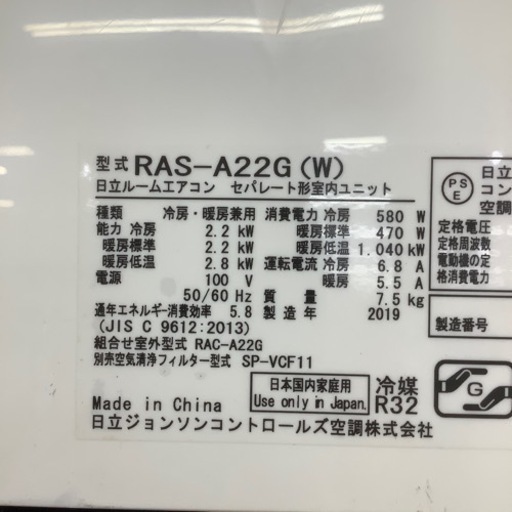 型式 RAS-A22G(W)
日立ルームエアコン セパレート形室内ユニット
種類 冷房・暖房兼用
能力 冷房 2.2 kW
暖房標準 2.2 kW
暖房低温 2.8 kW
電源 100 V
50/60 Hz
消費電力 冷房 580 W
暖房標準 470 W
暖房低温 1,040 kW
運転電流 冷房 6.8 A
暖房 5.5 A
質量 7.5 kg
通年エネルギー消費効率 5.8
製造年 2019
(JIS C 9612:2013)
組合せ室外型式 RAC-A22G
別売空気清浄フィルター型式 SP-VCF11
日本国内家庭用
Use only in Japan.
冷媒
R32
Made in China
日立ジョンソンコントロールズ空調株式会社
PS
E
日立
コン
空調
定格電圧
定格周波数
電動機の定
格消費電力
製造番号
G